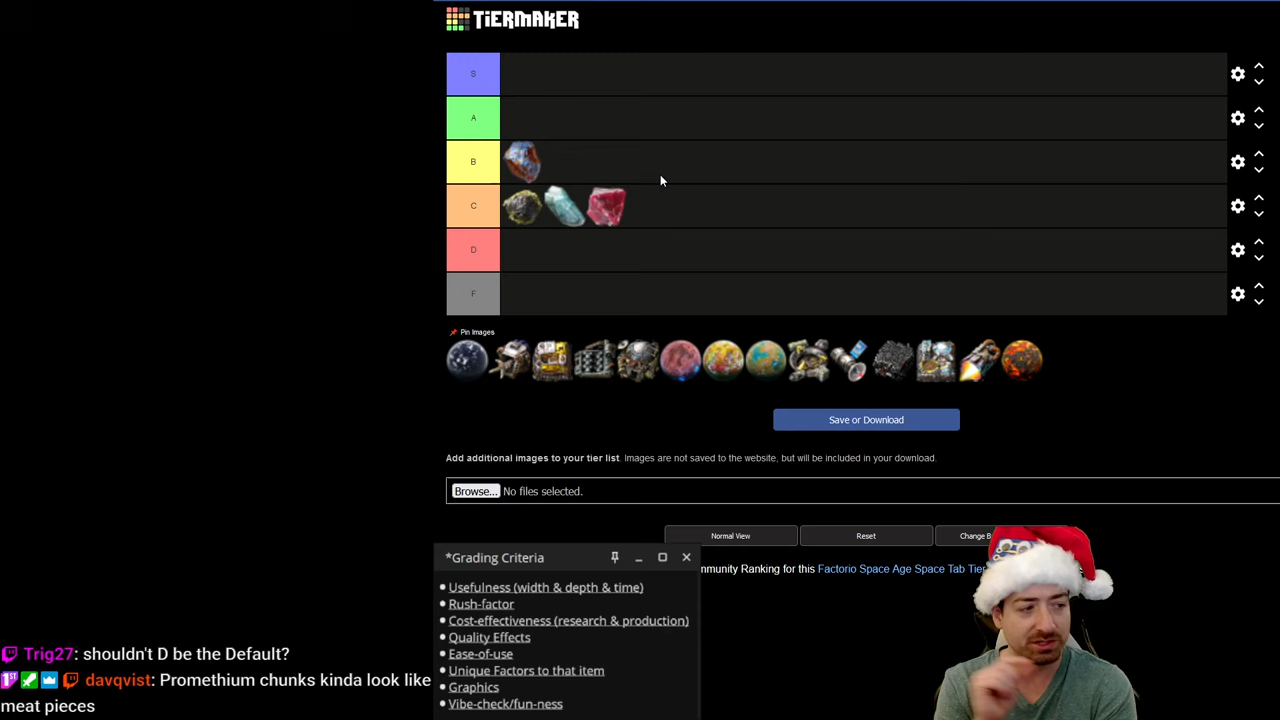 TiERMAKER
S
A
B
C
D
F
Pin Images
Save or Download
Add additional images to your tier list. Images are not saved to the website, but will be included in your download.
Browse... No files selected.
Normal View
Reset
Change B
mmunity Ranking for this Factorio Space Age Space Tab Tie
*Grading Criteria
Usefulness (width & depth & time)
Rush-factor
Cost-effectiveness (research & production)
Quality Effects
Ease-of-use
Unique Factors to that item
Graphics
Vibe-check/fun-ness
Trig27: shouldn't D be the Default?
1ST davqvist: Promethium chunks kinda look like
meat pieces